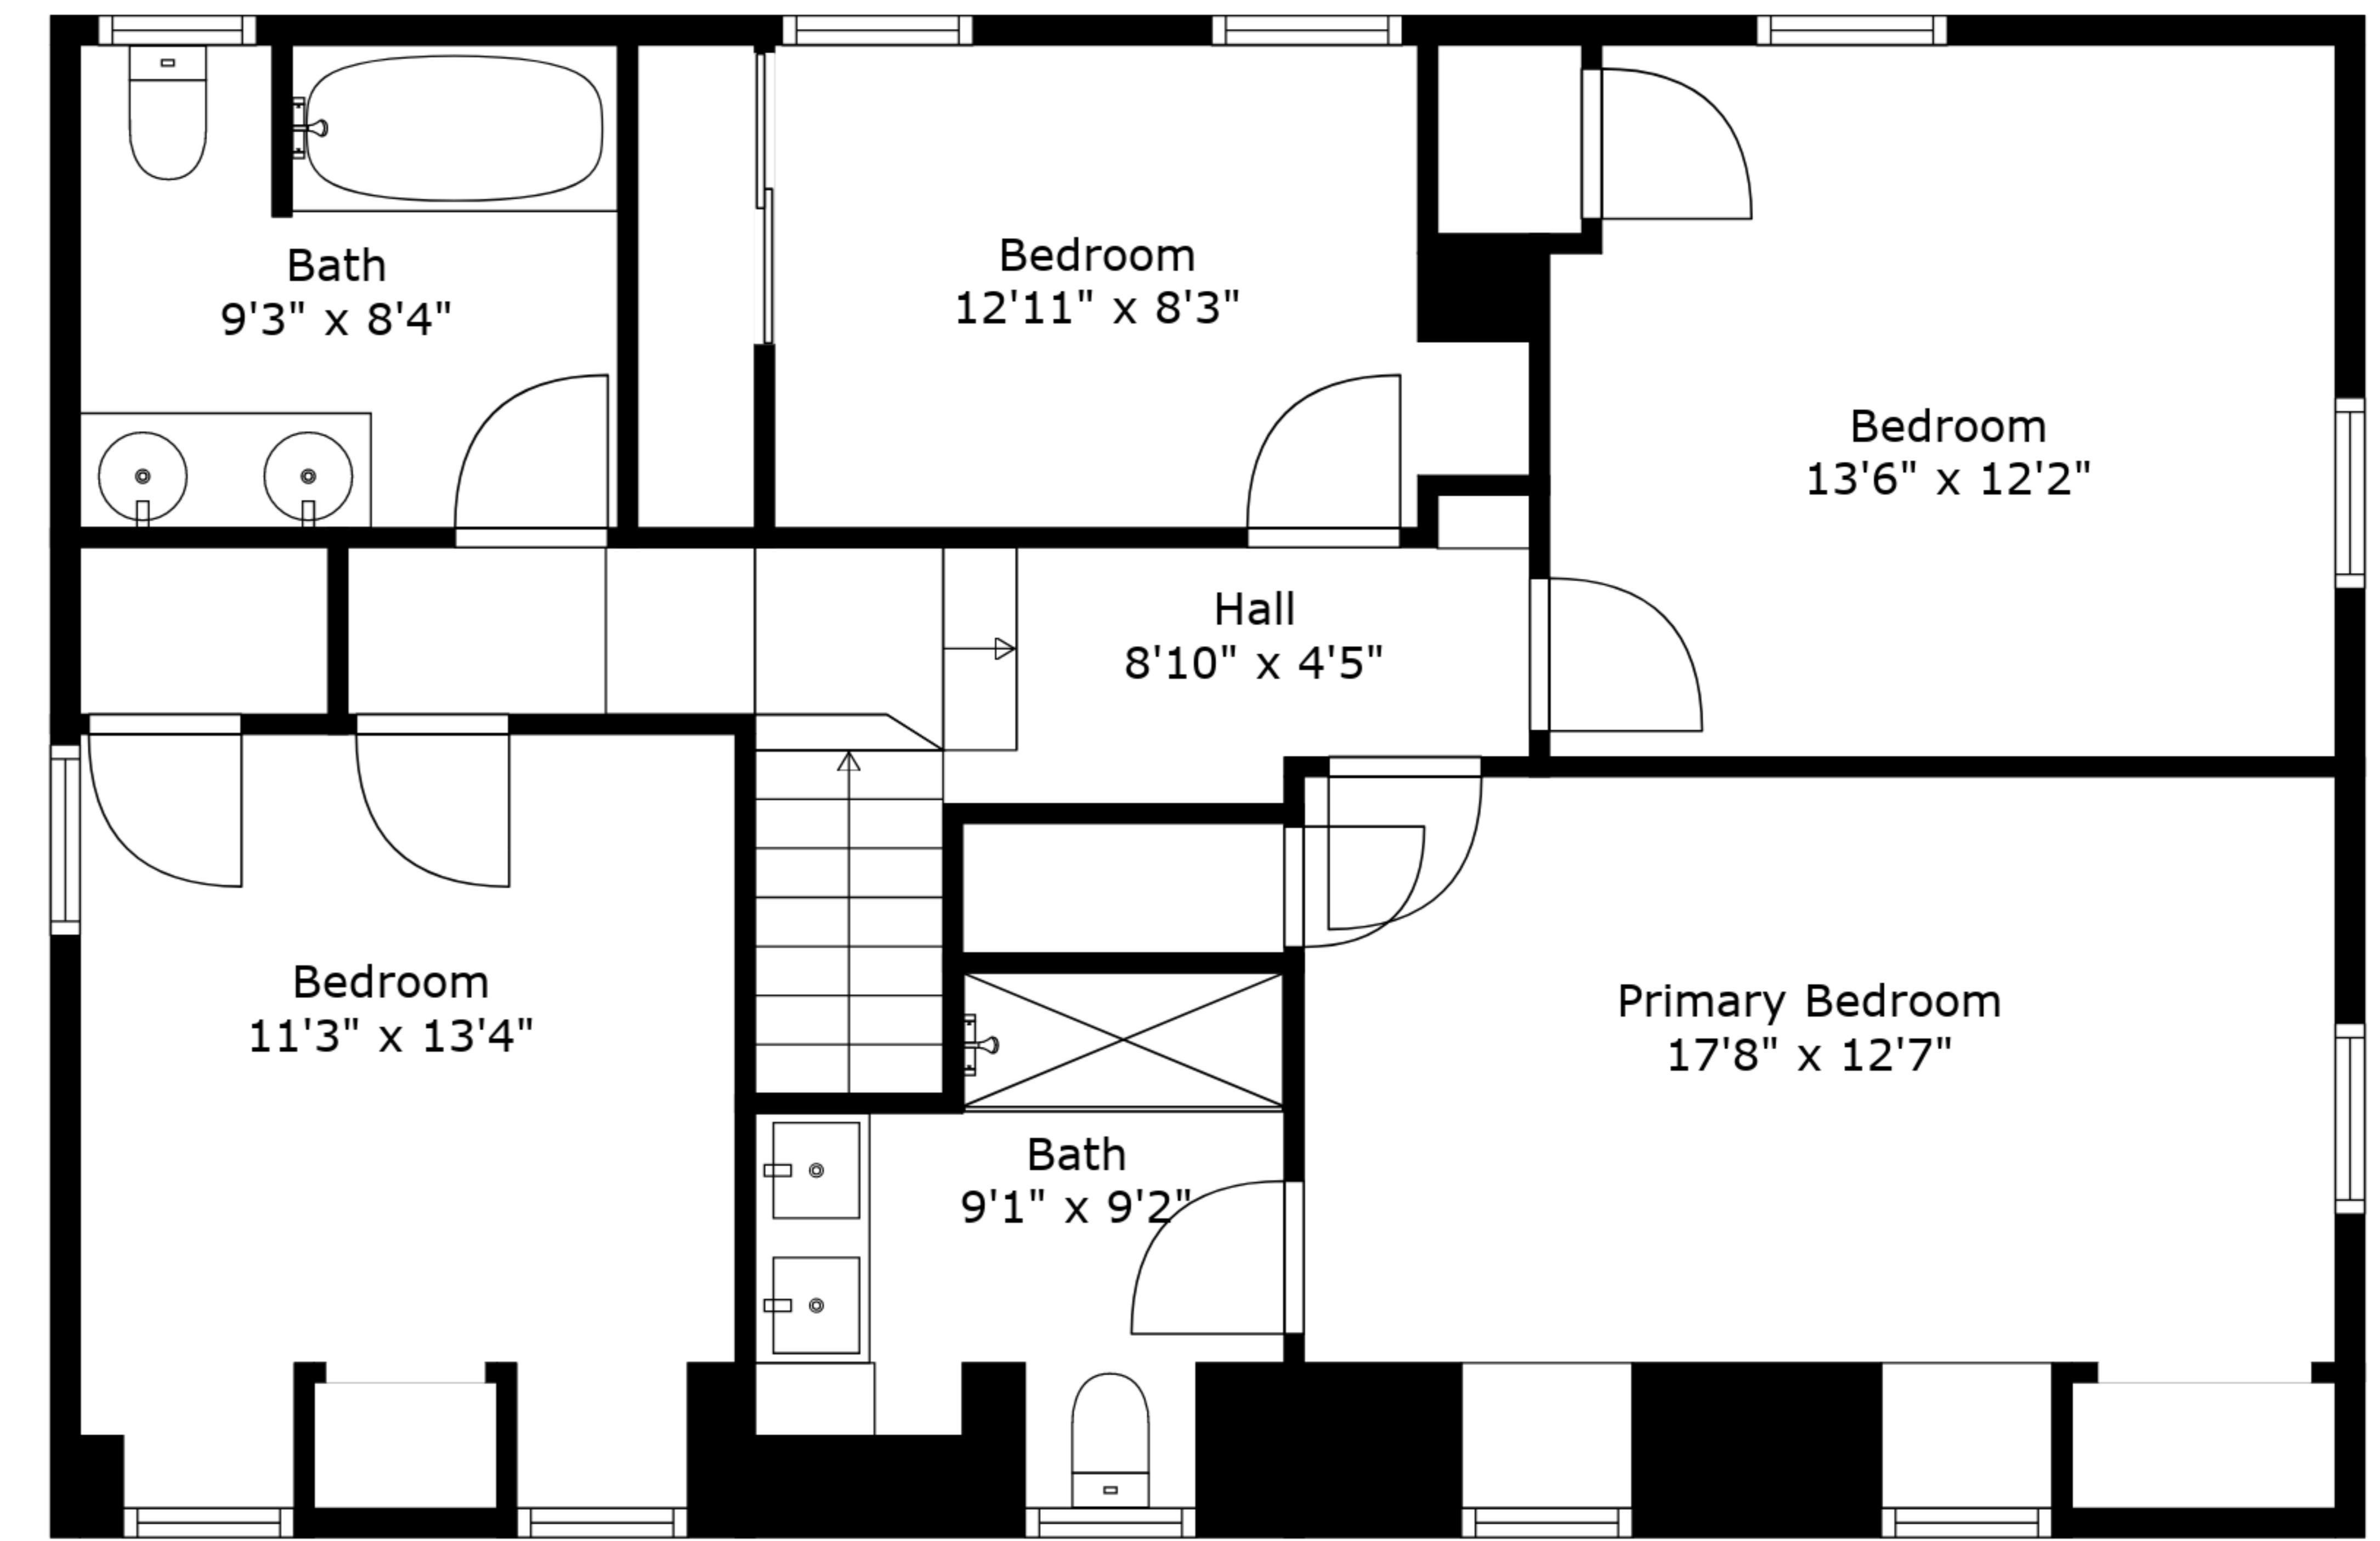 Bath
9'3" x 8'4"
Bedroom
12'11" x 8'3"
Bedroom
13'6" x 12'2"
Hall
8'10" x 4'5"
Bedroom
11'3" x 13'4"
Primary Bedroom
17'8" x 12'7"
Bath
9'1" x 9'2"